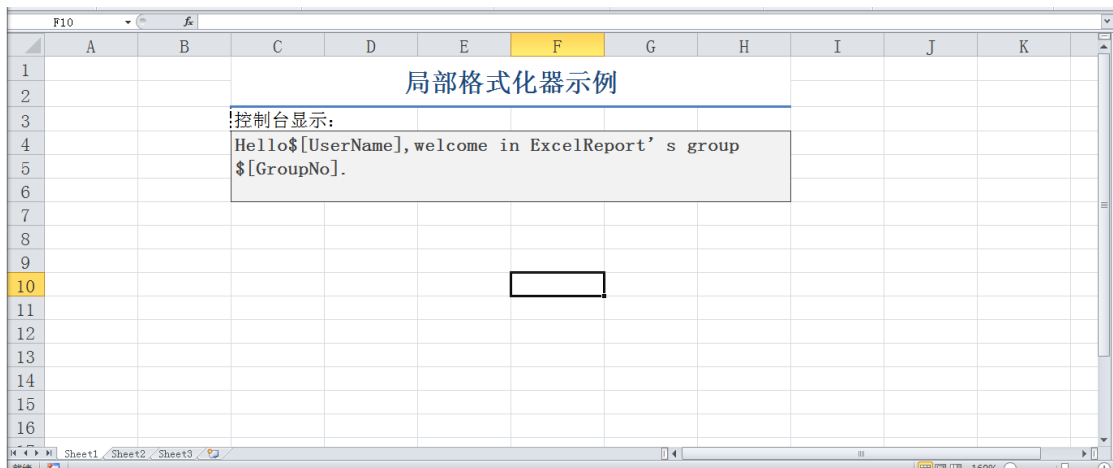 F10 fx
A B C D E F G H I J K
1
局部格式化器示例
2
3 控制台显示:
4 Hello$[UserName],welcome in ExcelReport’s group
5 $[GroupNo].
6
7
8
9
10
11
12
13
14
15
16
Sheet1 Sheet2 Sheet3
160%